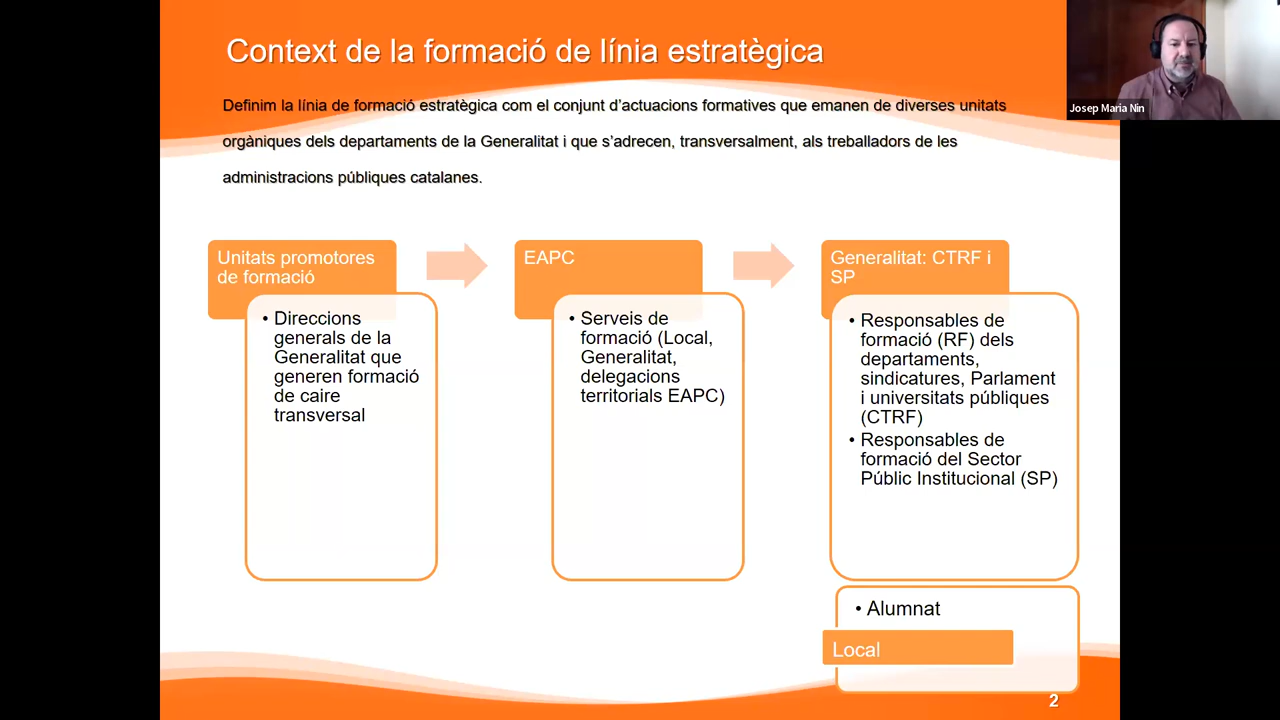 Context de la formació de línia estratègica
Josep Maria Nin
Definim la línia de formació estratègica com el conjunt d’actuacions formatives que emanen de diverses unitats
orgàniques dels departaments de la Generalitat i que s’adrecen, transversalment, als treballadors de les
administracions públiques catalanes.
Unitats promotores
de formació
• Direccions
generals de la
Generalitat que
generen formació
de caire
transversal
EAPC
• Serveis de
formació (Local,
Generalitat,
delegacions
territorials EAPC)
Generalitat: CTRF i
SP
• Responsables de
formació (RF) dels
departaments,
sindicatures, Parlament
i universitats públiques
(CTRF)
• Responsables de
formació del Sector
Públic Institucional (SP)
• Alumnat
Local
2